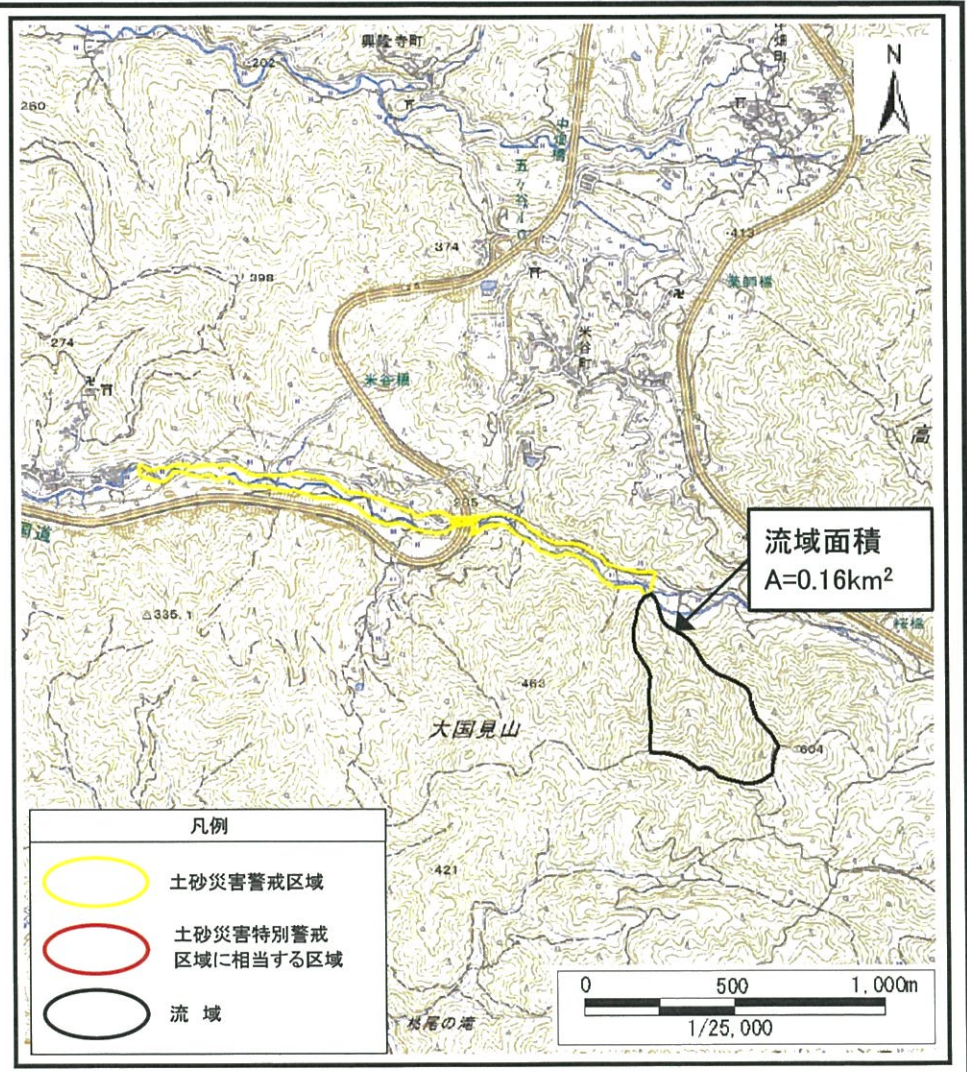 興隆寺町
202
N
260
中畑橋
五ヶ谷
413
374
398
薬師橋
米谷町
274
米谷橋
高
国道
流域面積
A=0.16km²
△335.1
桜橋
463
大国見山
604
凡例
421
土砂災害警戒区域
土砂災害特別警戒
区域に相当する区域
流 域
0 500 1,000m
1/25,000
桃尾の滝